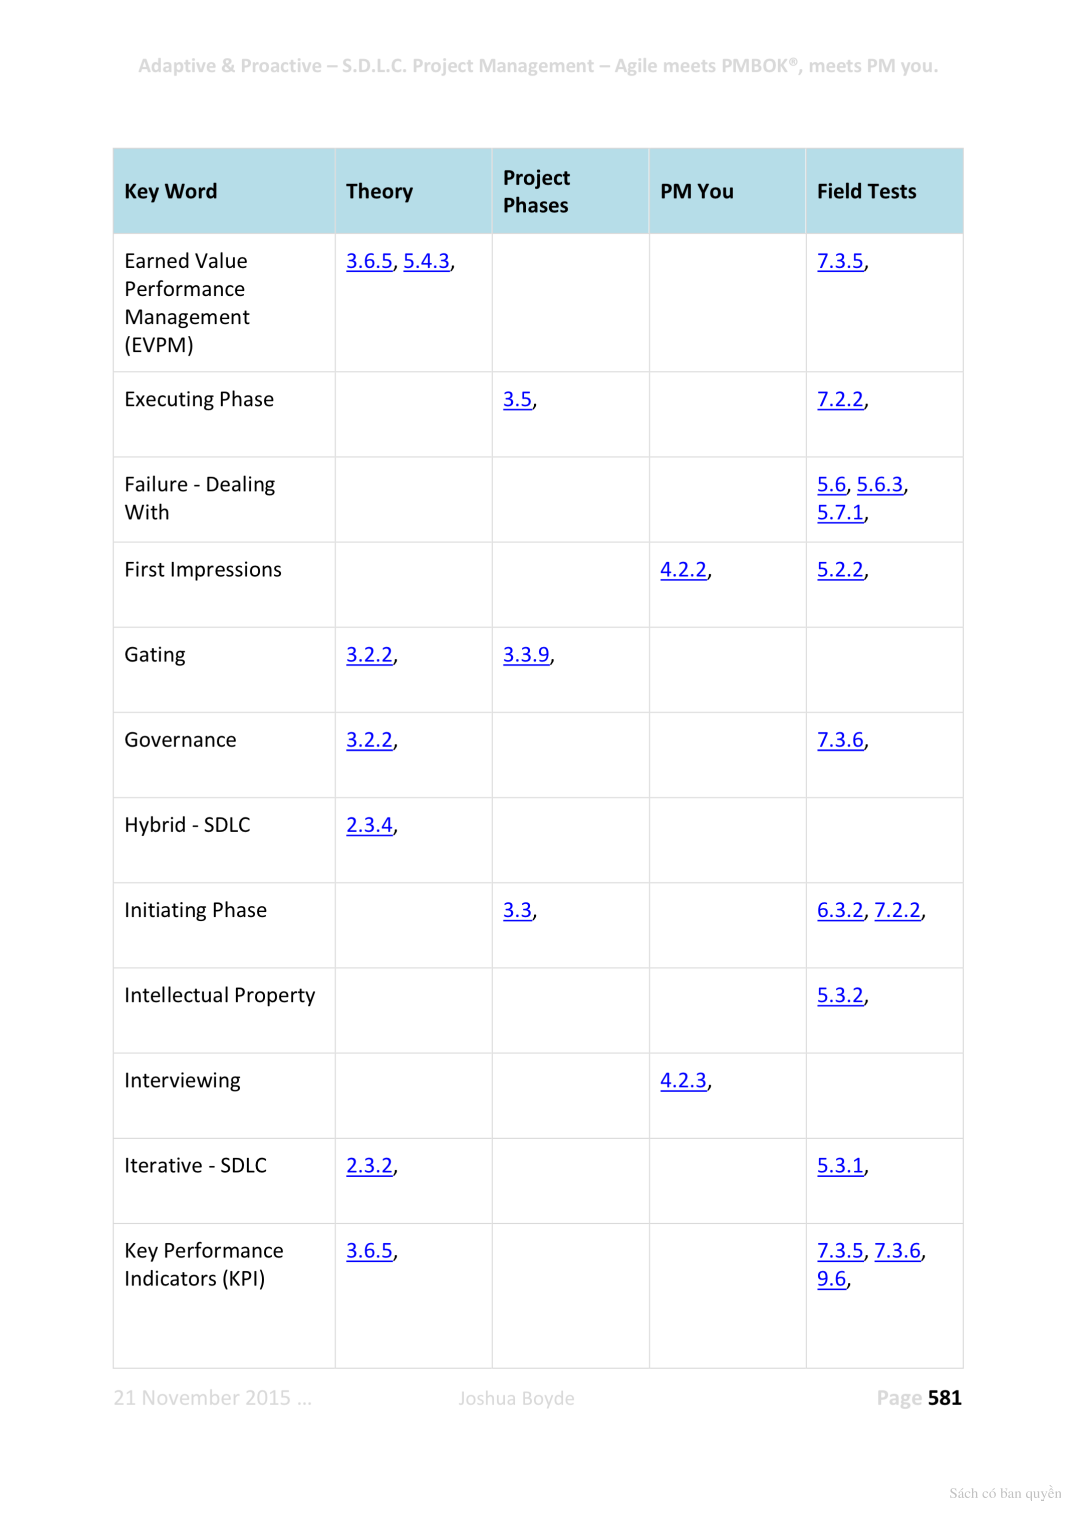 Adaptive & Proactive – S.D.L.C. Project Management – Agile meets PMBOK®, meets PM you.
Key Word Theory Project Phases PM You Field Tests
Earned Value 3.6.5, 5.4.3, 7.3.5,
Performance
Management
(EVPM)
Executing Phase 3.5, 7.2.2,
Failure - Dealing 5.6, 5.6.3,
With 5.7.1,
First Impressions 4.2.2, 5.2.2,
Gating 3.2.2, 3.3.9,
Governance 3.2.2, 7.3.6,
Hybrid - SDLC 2.3.4,
Initiating Phase 3.3, 6.3.2, 7.2.2,
Intellectual Property 5.3.2,
Interviewing 4.2.3,
Iterative - SDLC 2.3.2, 5.3.1,
Key Performance 3.6.5, 7.3.5, 7.3.6,
Indicators (KPI) 9.6,
21 November 2015 ... Joshua Boyde Page 581
Sách có bản quyền